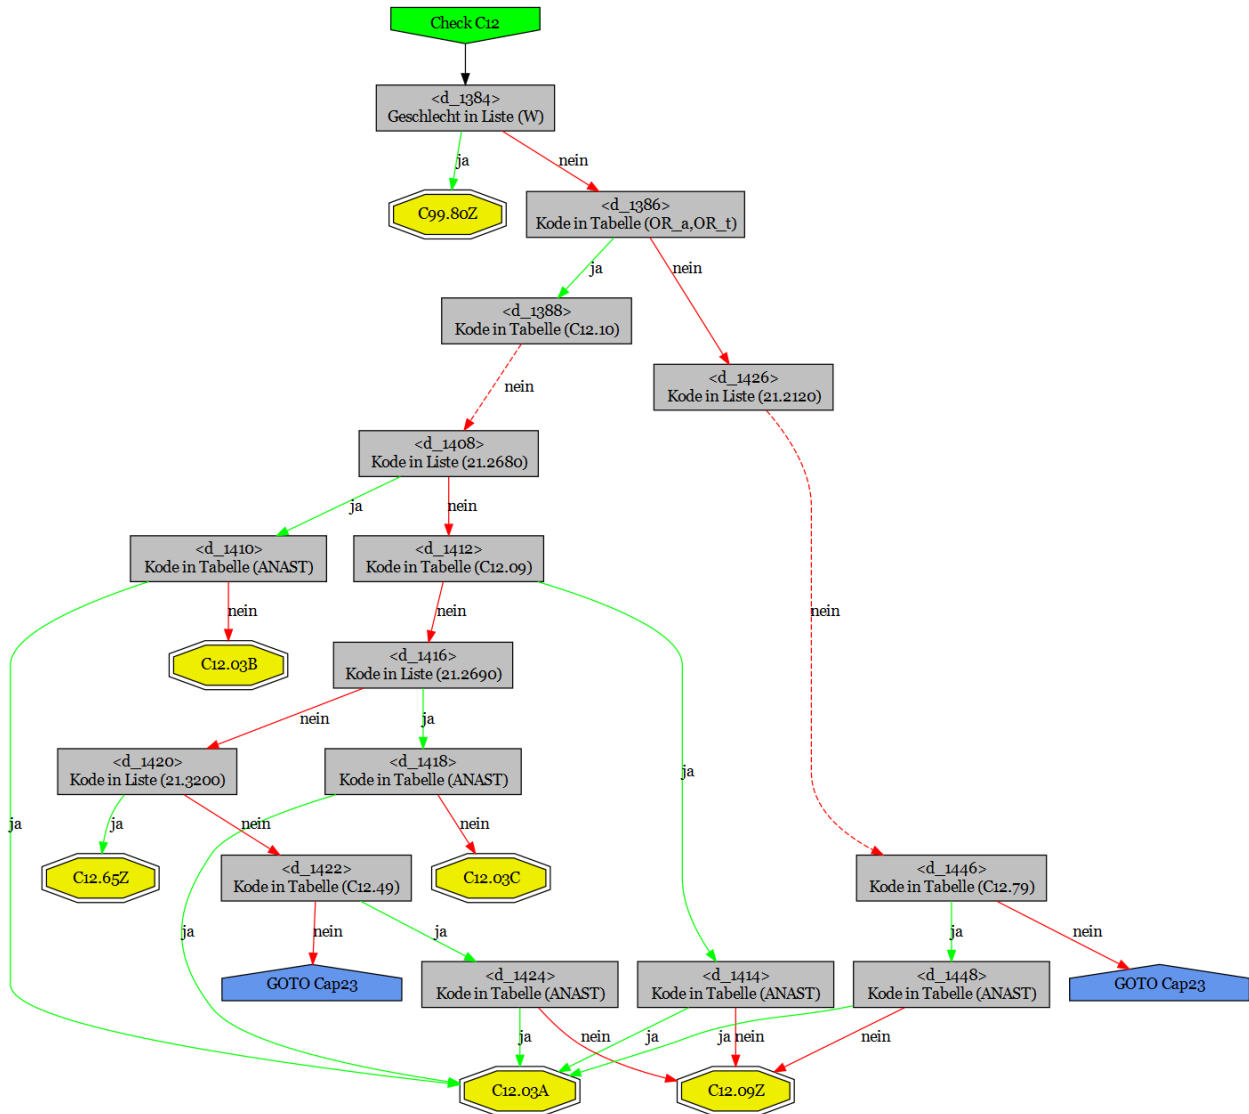 Check C12
<d_1384>
Geschlecht in Liste (W)
ja
nein
C99.80Z
<d_1386>
Kode in Tabelle (OR_a,OR_t)
ja
nein
<d_1388>
Kode in Tabelle (C12.10)
<d_1426>
Kode in Liste (21.2120)
nein
<d_1408>
Kode in Liste (21.2680)
ja
nein
<d_1410>
Kode in Tabelle (ANAST)
<d_1412>
Kode in Tabelle (C12.09)
nein
nein
nein
C12.03B
<d_1416>
Kode in Liste (21.2690)
nein
ja
<d_1420>
Kode in Liste (21.3200)
<d_1418>
Kode in Tabelle (ANAST)
ja
ja
ja
nein
nein
C12.65Z
<d_1422>
Kode in Tabelle (C12.49)
C12.03C
<d_1446>
Kode in Tabelle (C12.79)
ja
nein
ja
ja
nein
GOTO Cap23
<d_1424>
Kode in Tabelle (ANAST)
<d_1414>
Kode in Tabelle (ANAST)
<d_1448>
Kode in Tabelle (ANAST)
GOTO Cap23
ja
nein
ja
ja
nein
nein
C12.03A
C12.09Z